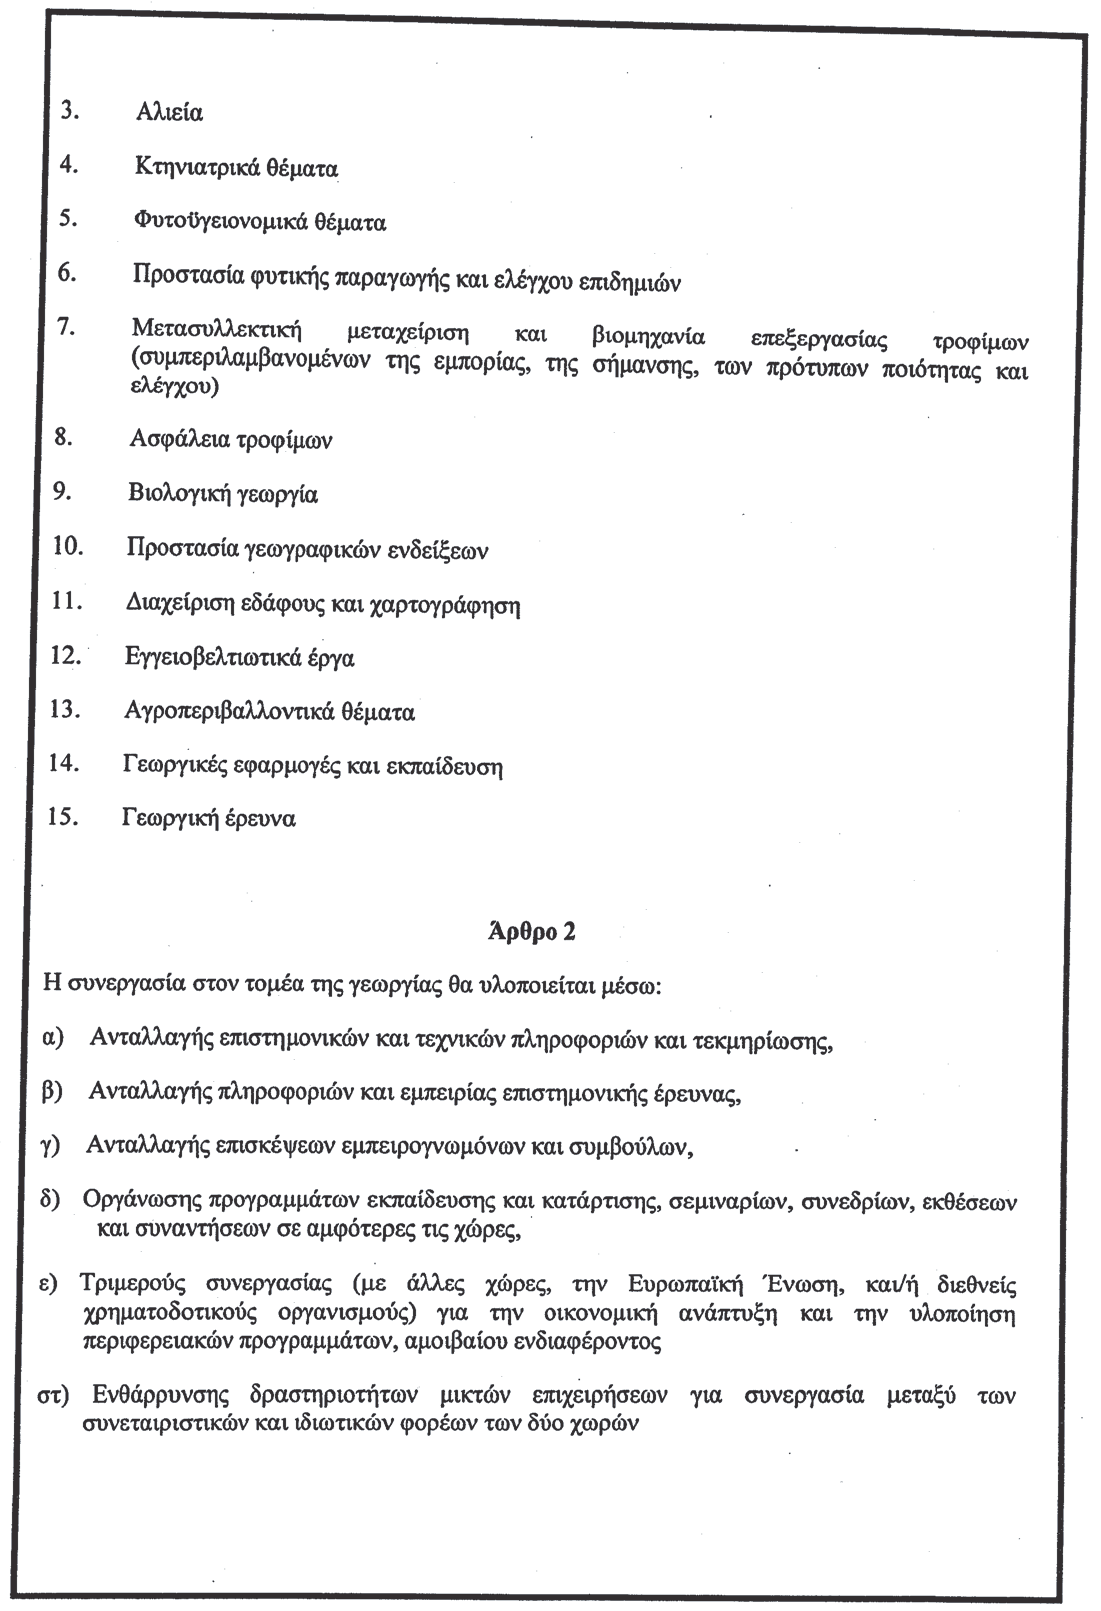 3. Αλιεία
4. Κτηνιατρικά θέματα
5. Φυτοϋγειονομικά θέματα
6. Προστασία φυτικής παραγωγής και ελέγχου επιδημιών
7. Μετασυλλεκτική μεταχείριση και βιομηχανία επεξεργασίας τροφίμων
(συμπεριλαμβανομένων της εμπορίας, της σήμανσης, των πρότυπων ποιότητας και
ελέγχου)
8. Ασφάλεια τροφίμων
9. Βιολογική γεωργία
10. Προστασία γεωγραφικών ενδείξεων
11. Διαχείριση εδάφους και χαρτογράφηση
12. Εγγειοβελτιωτικά έργα
13. Αγροπεριβαλλοντικά θέματα
14. Γεωργικές εφαρμογές και εκπαίδευση
15. Γεωργική έρευνα
Άρθρο 2
Η συνεργασία στον τομέα της γεωργίας θα υλοποιείται μέσω:
α) Ανταλλαγής επιστημονικών και τεχνικών πληροφοριών και τεκμηρίωσης,
β) Ανταλλαγής πληροφοριών και εμπειρίας επιστημονικής έρευνας,
γ) Ανταλλαγής επισκέψεων εμπειρογνωμόνων και συμβούλων,
δ) Οργάνωσης προγραμμάτων εκπαίδευσης και κατάρτισης, σεμιναρίων, συνεδρίων, εκθέσεων
και συναντήσεων σε αμφότερες τις χώρες,
ε) Τριμερούς συνεργασίας (με άλλες χώρες, την Ευρωπαϊκή Ένωση, και/ή διεθνείς
χρηματοδοτικούς οργανισμούς) για την οικονομική ανάπτυξη και την υλοποίηση
περιφερειακών προγραμμάτων, αμοιβαίου ενδιαφέροντος
στ) Ενθάρρυνσης δραστηριοτήτων μικτών επιχειρήσεων για συνεργασία μεταξύ των
συνεταιριστικών και ιδιωτικών φορέων των δύο χωρών